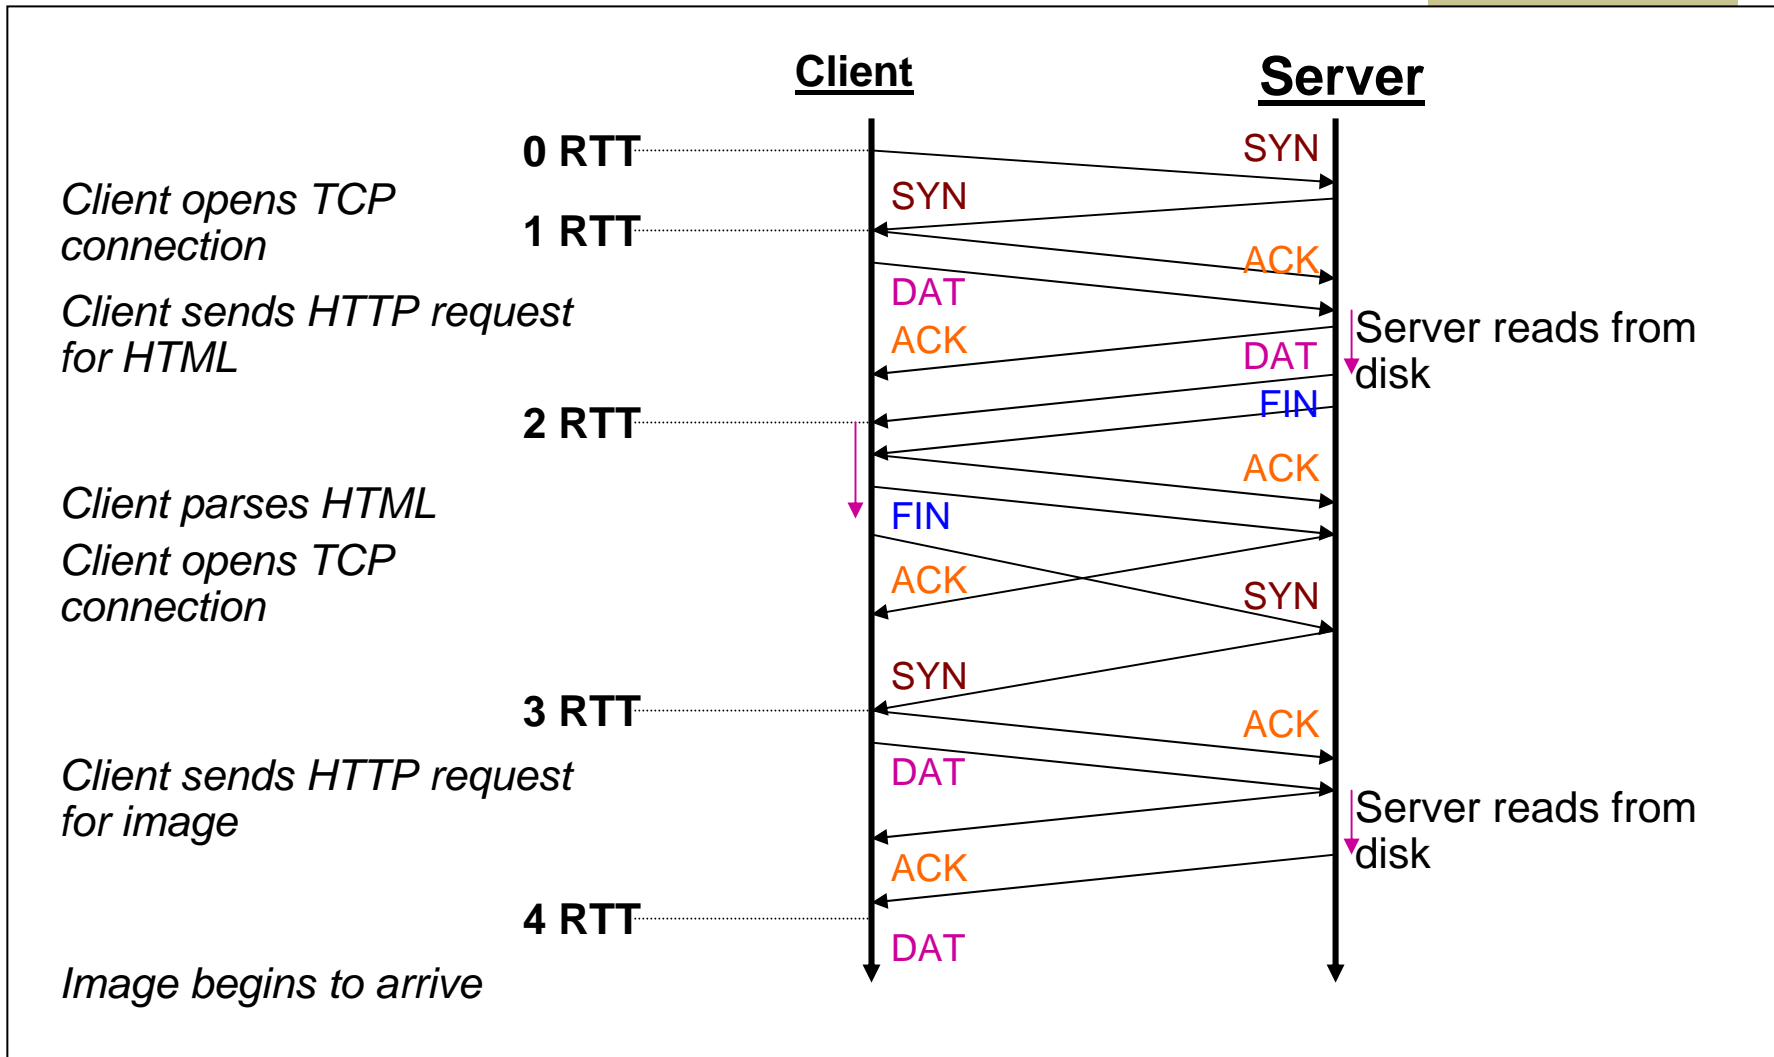 Client
Server
0 RTT
SYN
Client opens TCP
connection
SYN
1 RTT
ACK
Client sends HTTP request
for HTML
DAT
ACK
Server reads from
disk
DAT
FIN
2 RTT
ACK
Client parses HTML
FIN
Client opens TCP
connection
ACK
SYN
SYN
3 RTT
ACK
Client sends HTTP request
for image
DAT
Server reads from
disk
ACK
4 RTT
DAT
Image begins to arrive